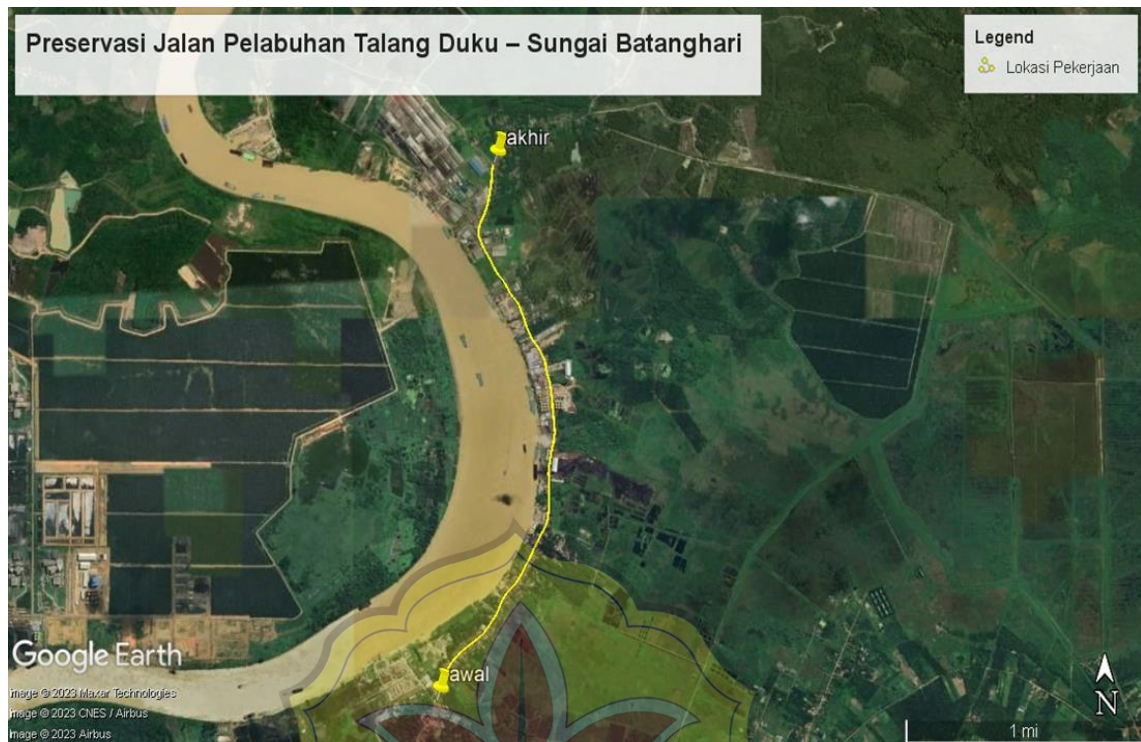 Preservasi Jalan Pelabuhan Talang Duku – Sungai Batanghari
Legend
Lokasi Pekerjaan
akhir
awal
Google Earth
Image © 2023 Maxar Technologies
Image © 2023 CNES / Airbus
Image © 2023 Airbus
1 mi
N